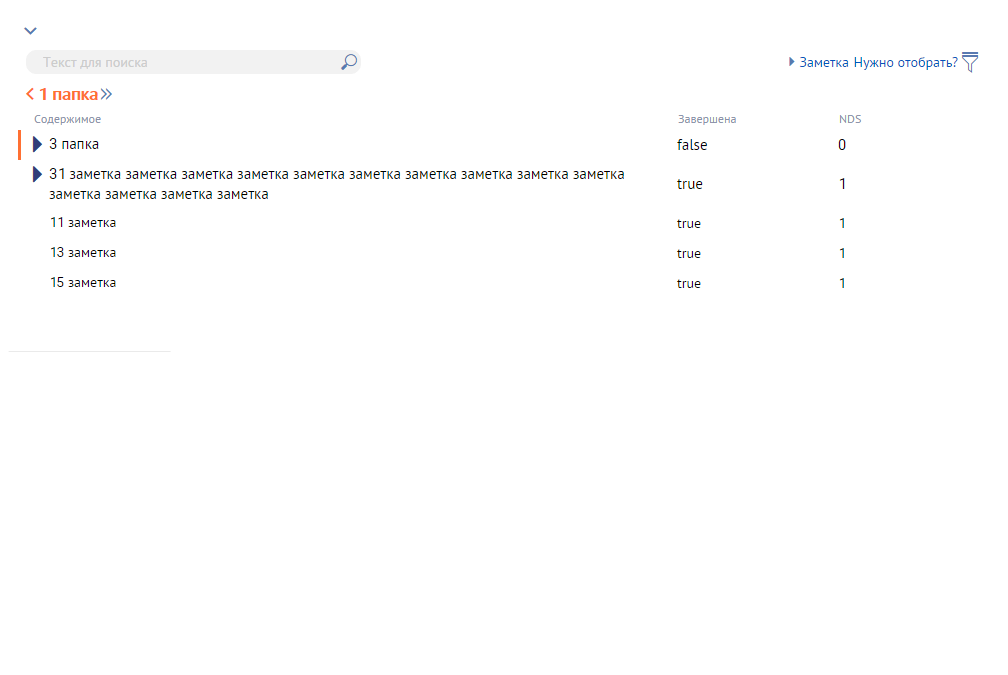 Текст для поиска
Заметка Нужно отобрать?
1 папка
Содержимое Завершена NDS
3 папка false 0
31 заметка заметка заметка заметка заметка заметка заметка заметка заметка заметка
заметка заметка заметка заметка true 1
11 заметка true 1
13 заметка true 1
15 заметка true 1